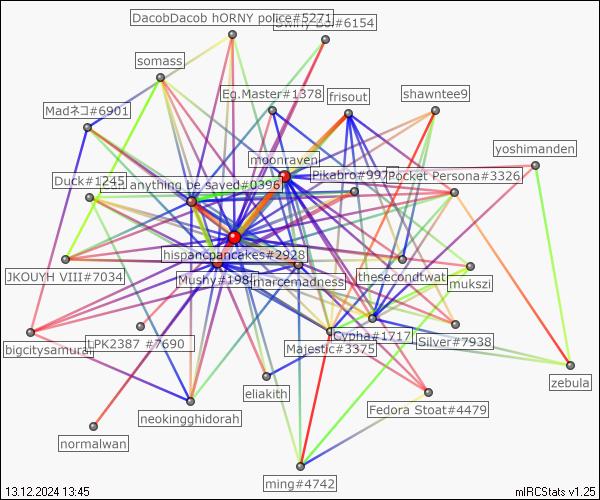 DacobDacob hORNY police#5271
#6154
somass
Eg.Master#1378
frisout
shawntee9
Madネコ#6901
yoshimanden
moonraven
Pikabro#997
Pocket Persona#3326
Duck#1245
anything be saved#0396
hispancpancakes#2928
JKOUYH VIII#7034
Mushy#198
marcemadness
thesecondtwat
mukszi
LPK2387 #7690
Cypha#1717
bigcitysamurai
Majestic#3375
Silver#7938
zebula
eliakith
Fedora Stoat#4479
neokingghidorah
normalwan
ming#4742
13.12.2024 13:45
mIRCStats v1.25